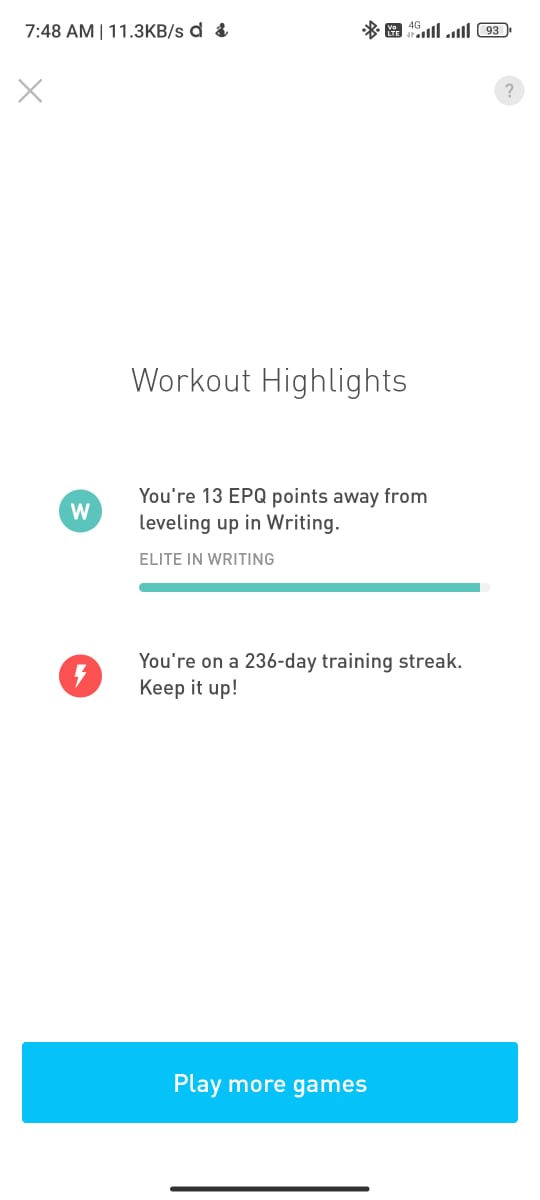 7:48 AM | 11.3KB/s d
Vo LTE 4G 93
?
Workout Highlights
W
You're 13 EPQ points away from
leveling up in Writing.
ELITE IN WRITING
You're on a 236-day training streak.
Keep it up!
Play more games